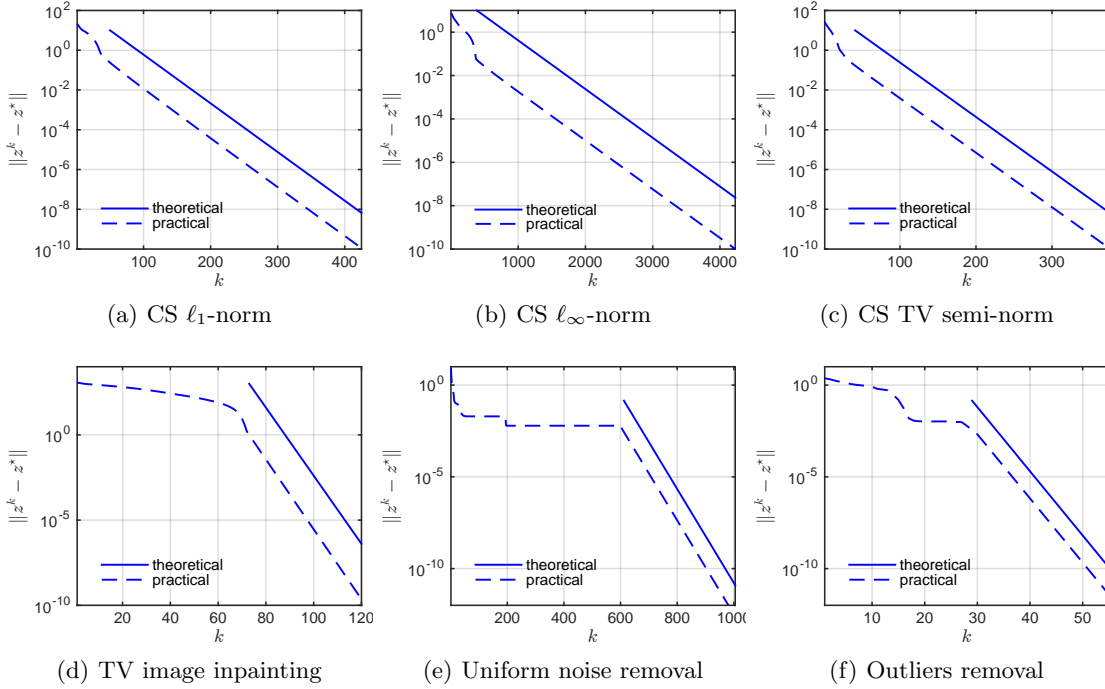 10^2
10^0
10^-2
10^-4
10^-6
10^-8
10^-10
||z^k − z*||
theoretical
practical
100 200 300 400
k
(a) CS ℓ1-norm
10^0
10^-2
10^-4
10^-6
10^-8
10^-10
||z^k − z*||
theoretical
practical
1000 2000 3000 4000
k
(b) CS ℓ∞-norm
10^2
10^0
10^-2
10^-4
10^-6
10^-8
10^-10
||z^k − z*||
theoretical
practical
100 200 300
k
(c) CS TV semi-norm
10^0
10^-5
10^-10
||z^k − z*||
theoretical
practical
20 40 60 80 100 120
k
(d) TV image inpainting
10^0
10^-5
10^-10
||z^k − z*||
theoretical
practical
200 400 600 800 1000
k
(e) Uniform noise removal
10^0
10^-5
10^-10
||z^k − z*||
theoretical
practical
10 20 30 40 50
k
(f) Outliers removal